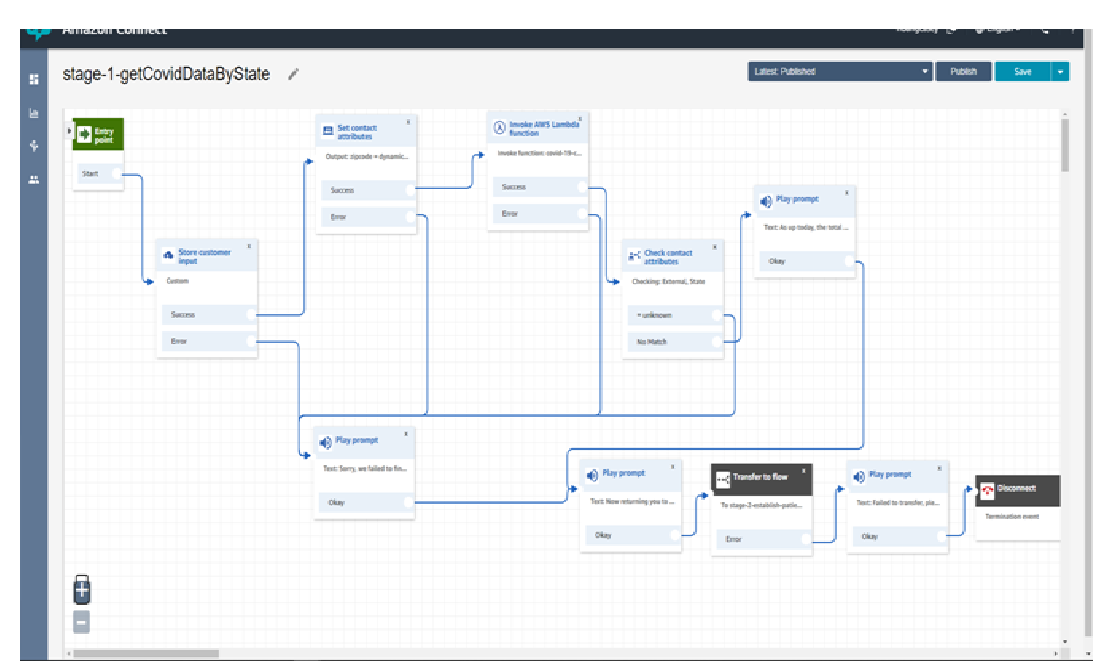 Amazon Connect
English
stage-1-getCovidDataByState
Latest: Published
Publish
Save
Entry point
Start
Store customer input
Custom
Success
Error
Set contact attributes
Output: zipcode = dynamic...
Success
Error
Invoke AWS Lambda function
Invoke function: covid-19-c...
Success
Error
Check contact attributes
Checking: External, State
= unknown
No Match
Play prompt
Text: As up today, the total ...
Okay
Play prompt
Text: Sorry, we failed to fin...
Okay
Play prompt
Text: Now returning you to ...
Okay
Transfer to flow
To stage-2-establish-patie...
Error
Play prompt
Text: Failed to transfer, ple...
Okay
Disconnect
Termination event